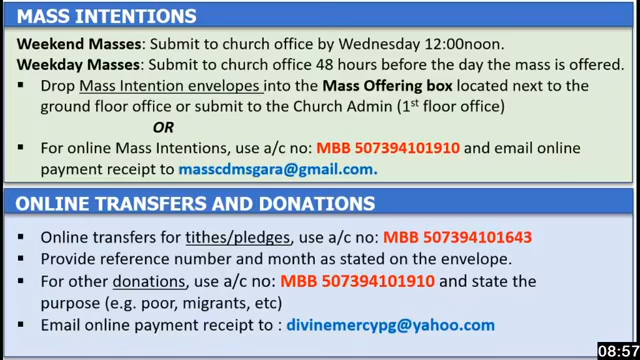 MASS INTENTIONS
Weekend Masses: Submit to church office by Wednesday 12:00noon.
Weekday Masses: Submit to church office 48 hours before the day the mass is offered.
▪ Drop Mass Intention envelopes into the Mass Offering box located next to the
ground floor office or submit to the Church Admin (1st floor office)
OR
▪ For online Mass Intentions, use a/c no: MBB 507394101910 and email online
payment receipt to masscdmsgara@gmail.com.
ONLINE TRANSFERS AND DONATIONS
▪ Online transfers for tithes/pledges, use a/c no: MBB 507394101643
▪ Provide reference number and month as stated on the envelope.
▪ For other donations, use a/c no: MBB 507394101910 and state the
purpose (e.g. poor, migrants, etc)
▪ Email online payment receipt to : divinemercypg@yahoo.com
08:57